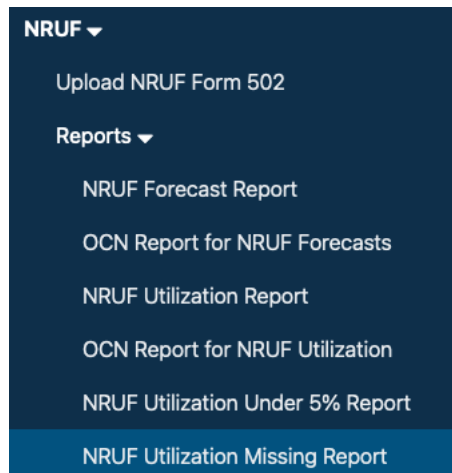 NRUF
Upload NRUF Form 502
Reports
NRUF Forecast Report
OCN Report for NRUF Forecasts
NRUF Utilization Report
OCN Report for NRUF Utilization
NRUF Utilization Under 5% Report
NRUF Utilization Missing Report